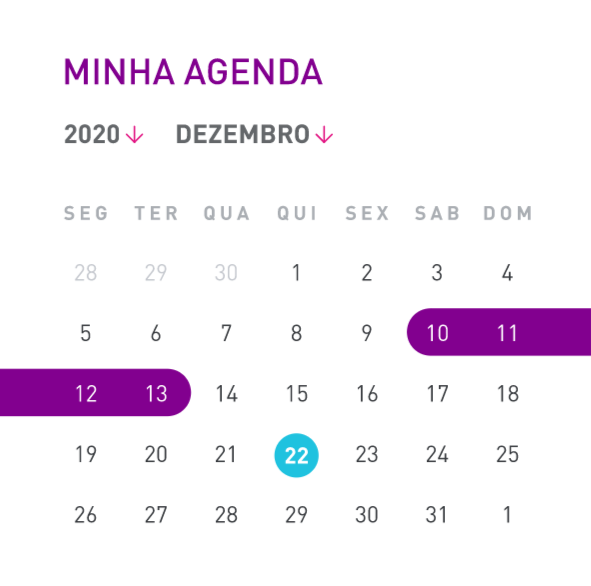 MINHA AGENDA
2020 DEZEMBRO
SEG TER QUA QUI SEX SAB DOM
28 29 30 1 2 3 4
5 6 7 8 9 10 11
12 13 14 15 16 17 18
19 20 21 22 23 24 25
26 27 28 29 30 31 1